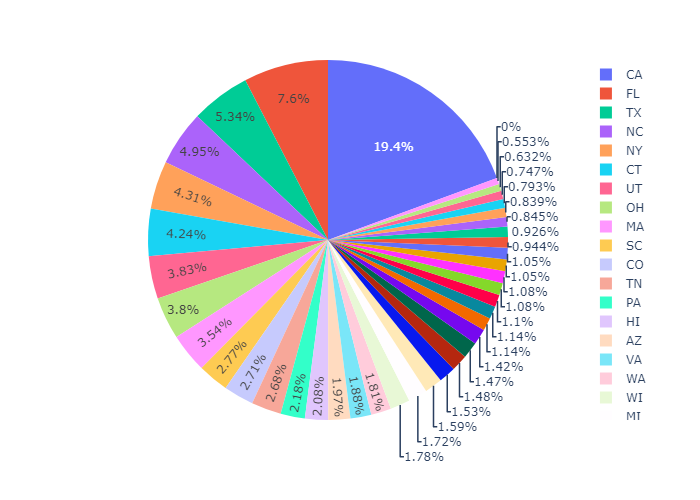 19.4%
7.6%
5.34%
4.95%
4.31%
4.24%
3.83%
3.8%
3.54%
2.77%
2.71%
2.68%
2.18%
2.08%
1.97%
1.88%
1.81%
1.78%
1.72%
1.59%
1.53%
1.48%
1.47%
1.42%
1.14%
1.14%
1.1%
1.08%
1.08%
1.05%
1.05%
0.944%
0.926%
0.845%
0.839%
0.793%
0.747%
0.632%
0.553%
0%
CA
FL
TX
NC
NY
CT
UT
OH
MA
SC
CO
TN
PA
HI
AZ
VA
WA
WI
MI